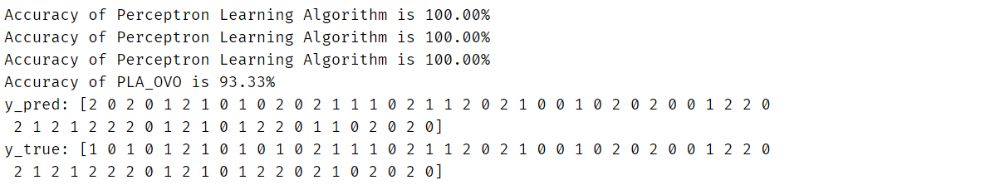 Accuracy of Perceptron Learning Algorithm is 100.00%
Accuracy of Perceptron Learning Algorithm is 100.00%
Accuracy of Perceptron Learning Algorithm is 100.00%
Accuracy of PLA_OVO is 93.33%
y_pred: [2 0 2 0 1 2 1 0 1 0 2 0 2 1 1 1 0 2 1 1 2 0 2 1 0 0 1 0 2 0 2 0 0 1 2 2 0
2 1 2 1 2 2 2 0 1 2 1 0 1 2 2 0 1 1 0 2 0 2 0]
y_true: [1 0 1 0 1 2 1 0 1 0 1 0 2 1 1 1 0 2 1 1 2 0 2 1 0 0 1 0 2 0 2 0 0 1 2 2 0
2 1 2 1 2 2 2 0 1 2 1 0 1 2 2 0 2 1 0 2 0 2 0]